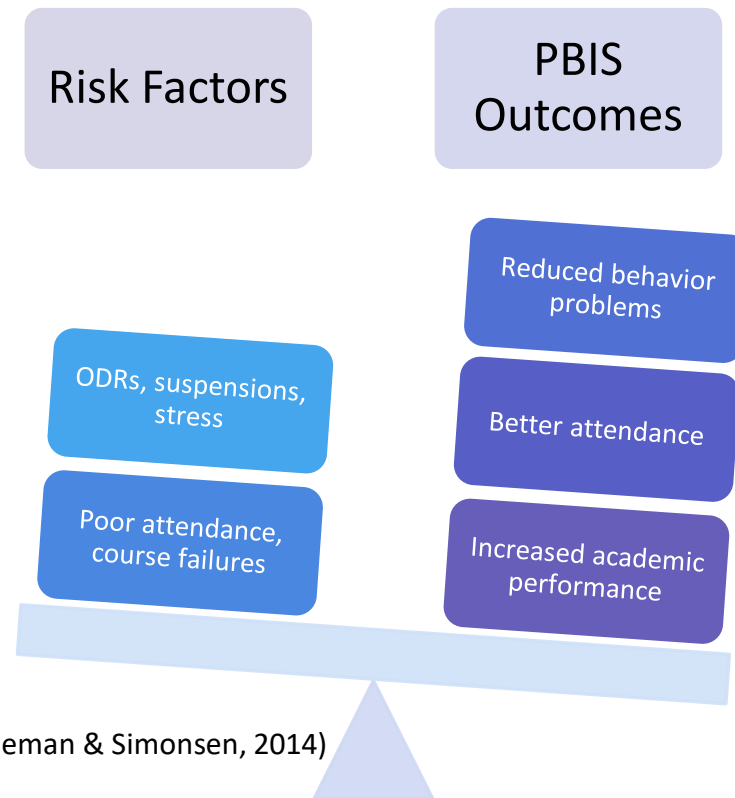 Risk Factors
PBIS
Outcomes
Reduced behavior
problems
ODRs, suspensions,
stress
Better attendance
Poor attendance,
course failures
Increased academic
performance
eman & Simonsen, 2014)